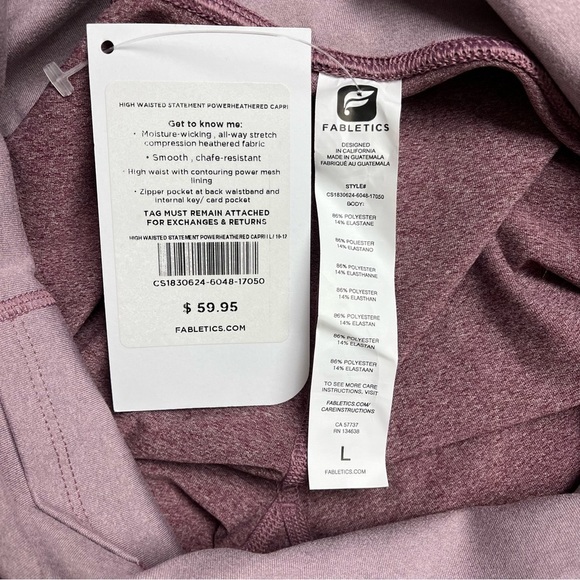 HIGH WAISTED STATEMENT POWERHEATHERED CAPRI
Get to know me:
• Moisture-wicking, all-way stretch
compression heathered fabric
• Smooth, chafe-resistant
• High waist with contouring power mesh
lining
• Zipper pocket at back waistband and
internal key/ card pocket
TAG MUST REMAIN ATTACHED
FOR EXCHANGES & RETURNS
HIGH WAISTED STATEMENT POWERHEATHERED CAPRI L/
CS1830624-6048-17050
$ 59.95
FABLETICS.COM
FABLETICS
DESIGNED
IN CALIFORNIA
MADE IN GUATEMALA
FABRIQUÉ AU GUATEMALA
STYLE#
CS1830624-6048-17050
BODY:
86% POLYESTER
14% ELASTANE
86% POLIESTER
14% ELASTANO
86% POLYESTER
14% ELASTHANNE
86% POLYESTER
14% ELASTHAN
86% POLYESTERE
14% ELASTAN
86% POLYESTER
14% ELASTAN
86% POLYESTER
14% ELASTAAN
TO SEE MORE CARE
INSTRUCTIONS, VISIT
FABLETICS.COM/
CAREINSTRUCTIONS
CA 57737
RN 134638
L
FABLETICS.COM